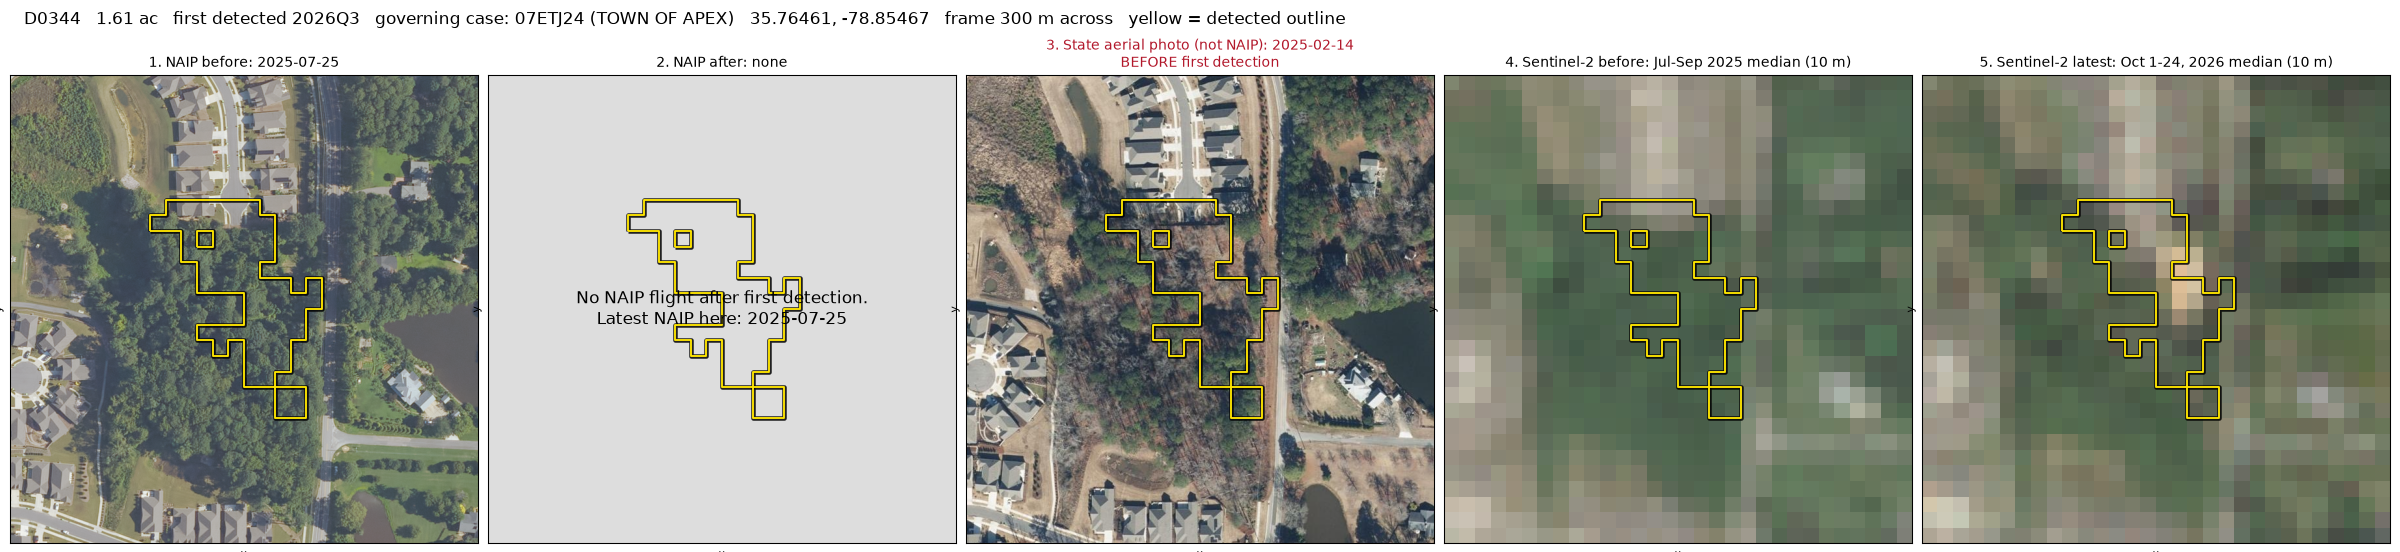 D0344   1.61 ac   first detected 2026Q3   governing case: 07ETJ24 (TOWN OF APEX)   35.76461, -78.85467   frame 300 m across   yellow = detected outline
1. NAIP before: 2025-07-25
2. NAIP after: none
3. State aerial photo (not NAIP): 2025-02-14
BEFORE first detection
4. Sentinel-2 before: Jul-Sep 2025 median (10 m)
5. Sentinel-2 latest: Oct 1-24, 2026 median (10 m)
No NAIP flight after first detection.
Latest NAIP here: 2025-07-25